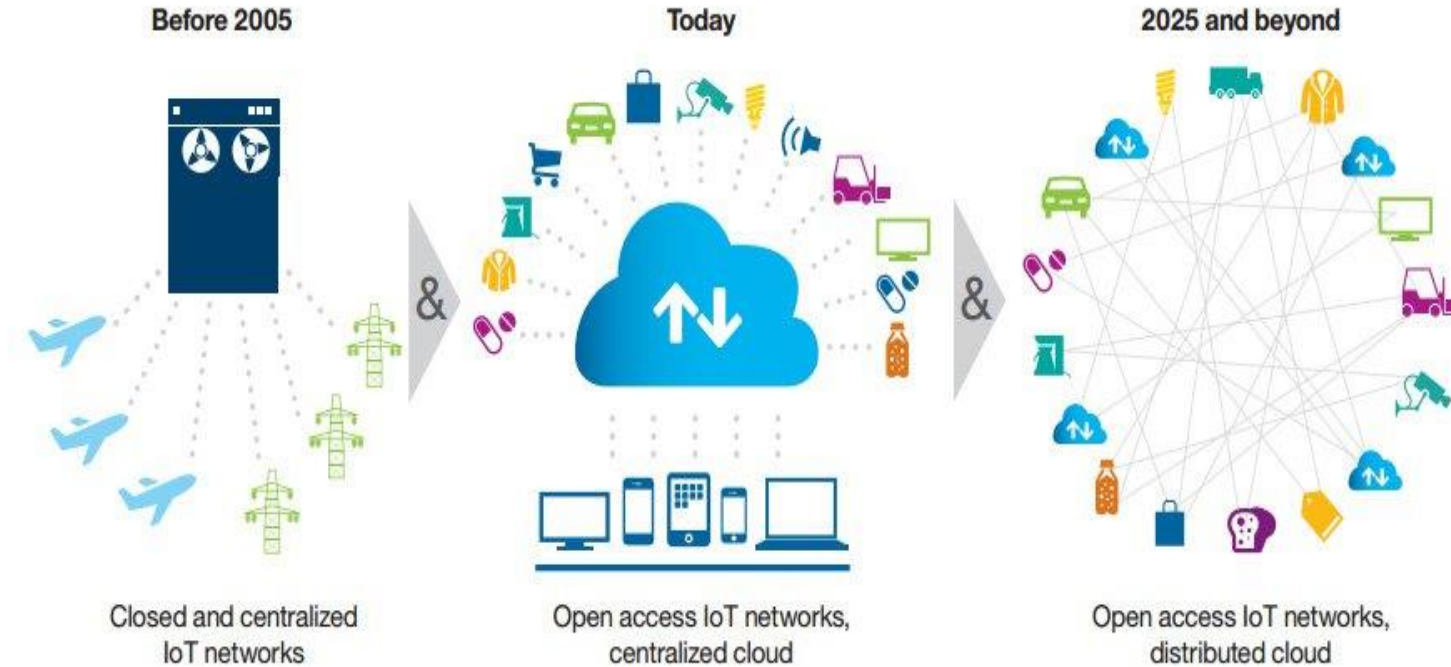 Before 2005
Today
2025 and beyond
&
&
Closed and centralized
IoT networks
Open access IoT networks,
centralized cloud
Open access IoT networks,
distributed cloud